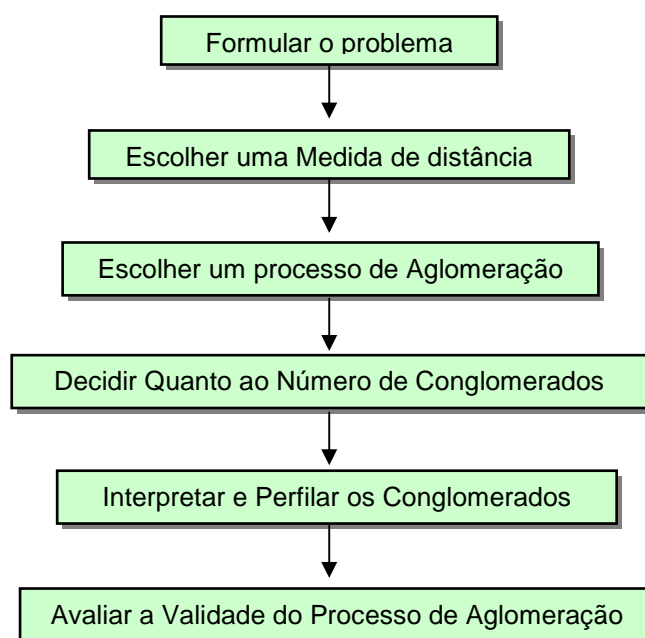 Formular o problema
Escolher uma Medida de distância
Escolher um processo de Aglomeração
Decidir Quanto ao Número de Conglomerados
Interpretar e Perfilar os Conglomerados
Avaliar a Validade do Processo de Aglomeração